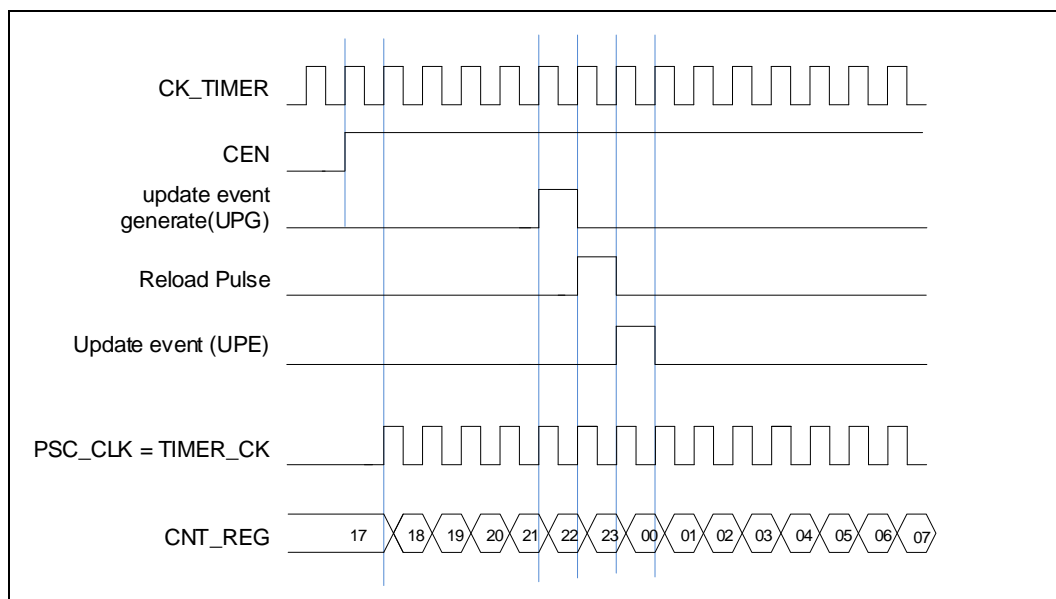 CK_TIMER
CEN
update event
generate(UPG)
Reload Pulse
Update event (UPE)
PSC_CLK = TIMER_CK
CNT_REG 17 18 19 20 21 22 23 00 01 02 03 04 05 06 07